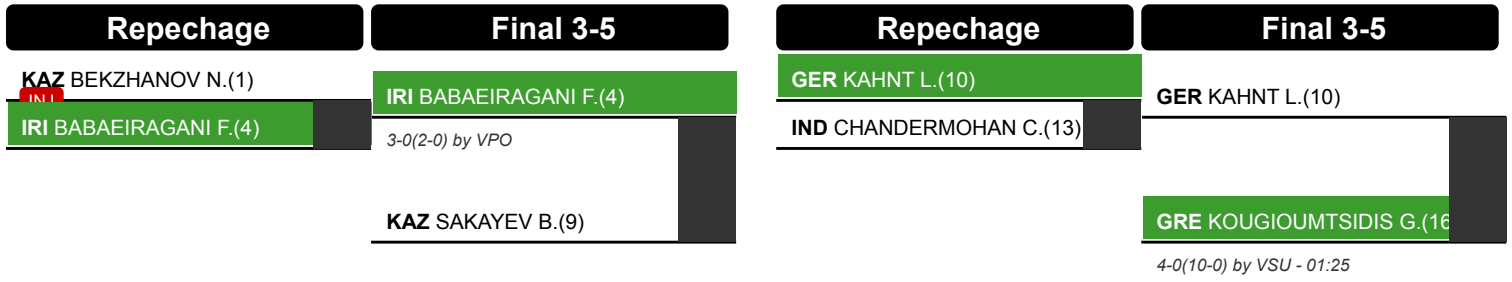 Repechage
Final 3-5
KAZ BEKZHANOV N.(1)
INJ
IRI BABAEIRAGANI F.(4)
IRI BABAEIRAGANI F.(4)
3-0(2-0) by VPO
KAZ SAKAYEV B.(9)
Repechage
Final 3-5
GER KAHNT L.(10)
IND CHANDERMOHAN C.(13)
GER KAHNT L.(10)
GRE KOUGIOUMTSIDIS G.(16
4-0(10-0) by VSU - 01:25